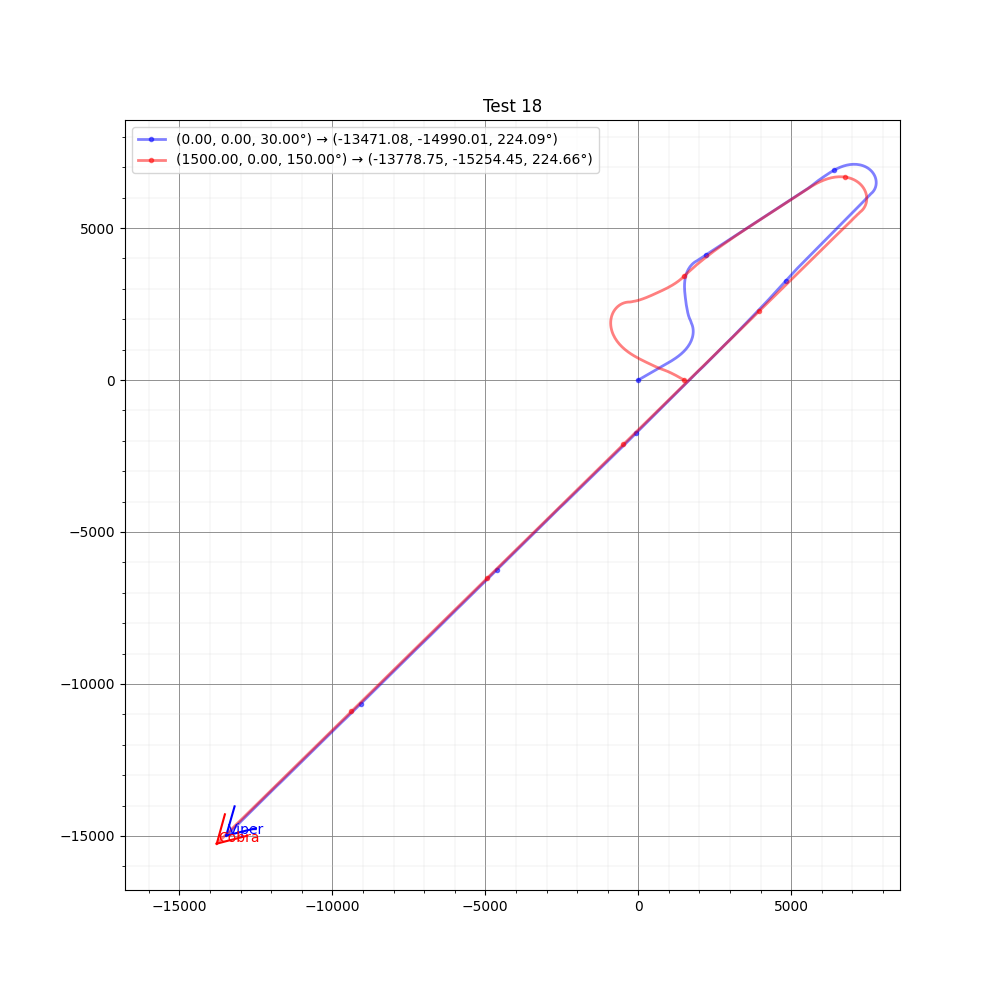 Test 18
(0.00, 0.00, 30.00°) → (-13471.08, -14990.01, 224.09°)
(1500.00, 0.00, 150.00°) → (-13778.75, -15254.45, 224.66°)
5000
0
−5000
−10000
−15000
Viper
Cobra
−15000
−10000
−5000
0
5000